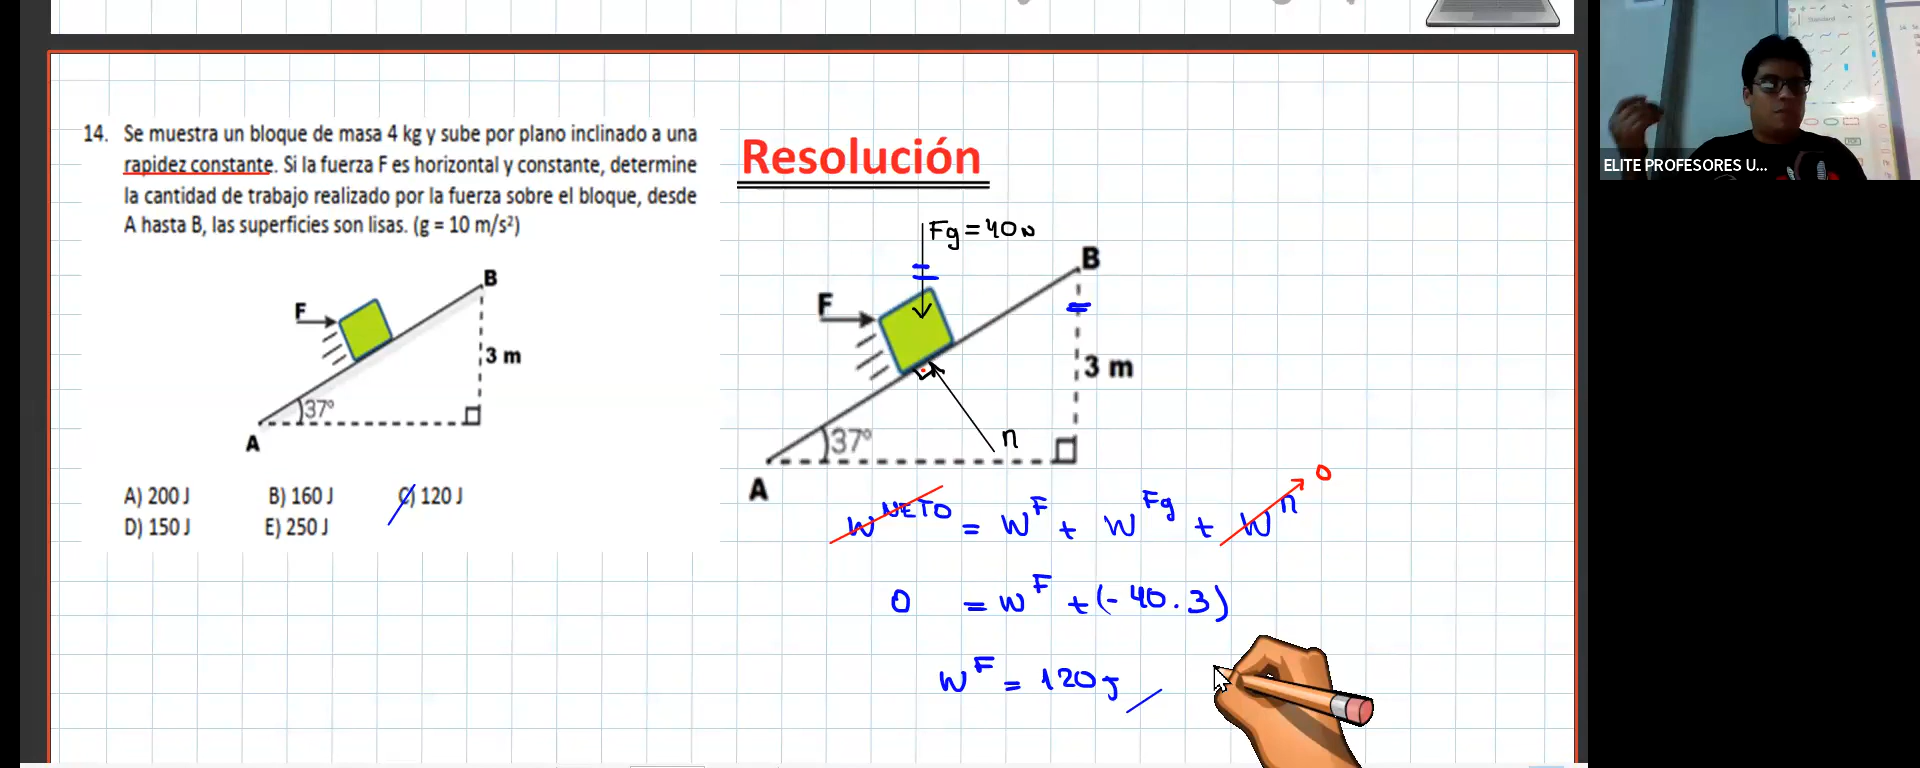 14. Se muestra un bloque de masa 4 kg y sube por plano inclinado a una
rapidez constante. Si la fuerza F es horizontal y constante, determine
la cantidad de trabajo realizado por la fuerza sobre el bloque, desde
A hasta B, las superficies son lisas. (g = 10 m/s²)
F
B
3 m
37°
A
A) 200 J B) 160 J C) 120 J
D) 150 J E) 250 J
Resolución
Fg = 40N
F
B
3 m
37°
n
A
W^NETO = W^F + W^Fg + W^n 0
0 = W^F + (-40.3)
W^F = 120J
ELITE PROFESORES U...